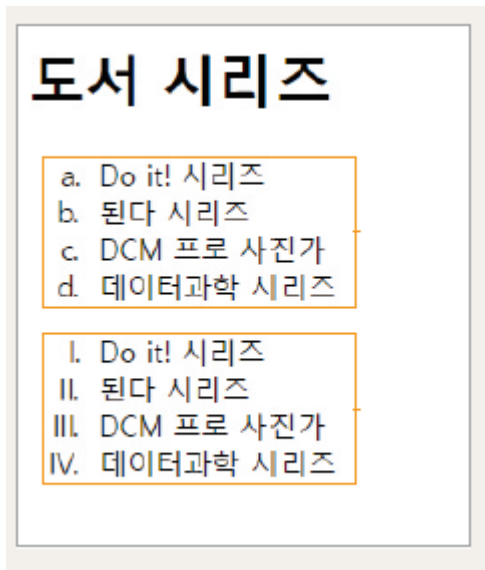 도서 시리즈
a. Do it! 시리즈
b. 된다 시리즈
c. DCM 프로 사진가
d. 데이터과학 시리즈
I. Do it! 시리즈
II. 된다 시리즈
III. DCM 프로 사진가
IV. 데이터과학 시리즈